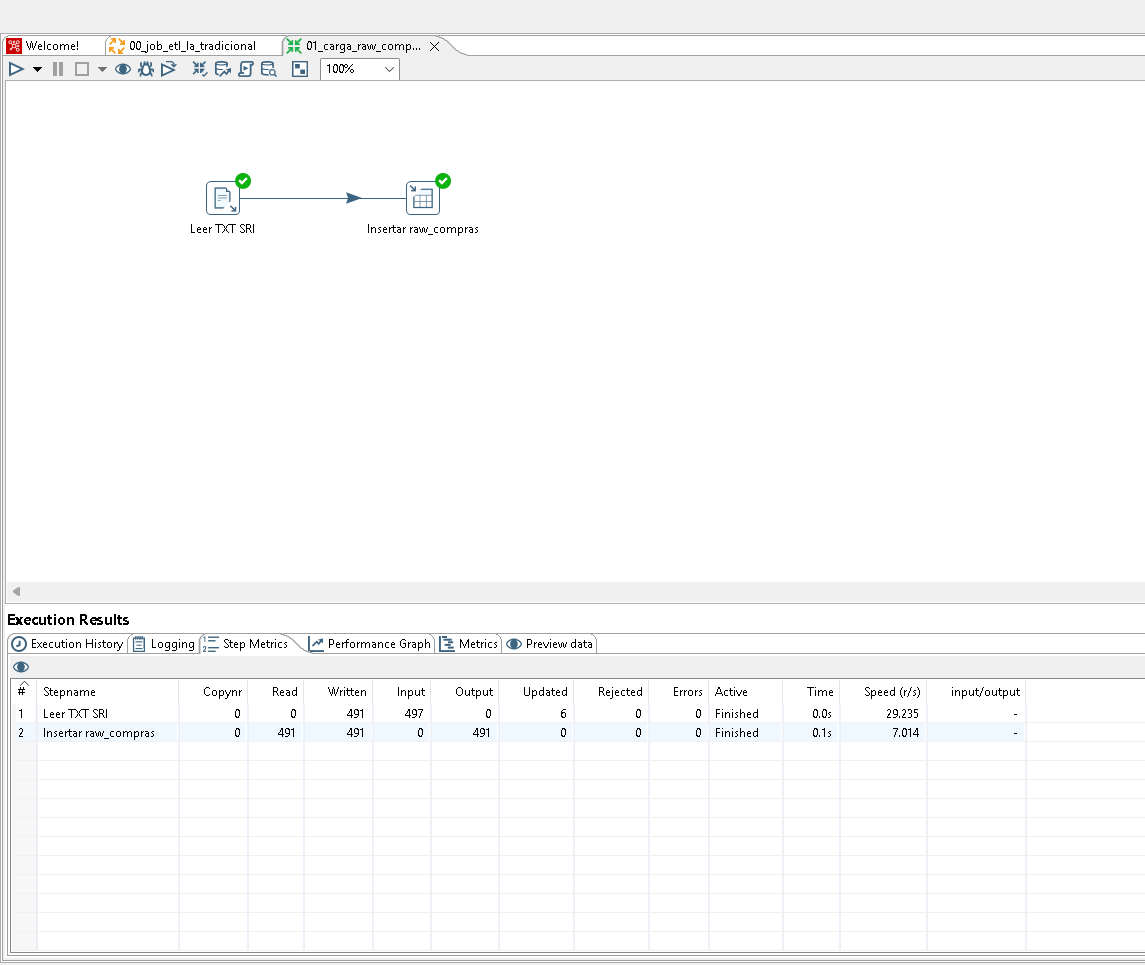 Welcome! 00_job_etl_la_tradicional 01_carga_raw_comp...
100%
Leer TXT SRI Insertar raw_compras
Execution Results
Execution History Logging Step Metrics Performance Graph Metrics Preview data
# Stepname Copynr Read Written Input Output Updated Rejected Errors Active Time Speed (r/s) input/output
1 Leer TXT SRI 0 0 491 497 0 6 0 0 Finished 0.0s 29.235 -
2 Insertar raw_compras 0 491 491 0 491 0 0 0 Finished 0.1s 7.014 -